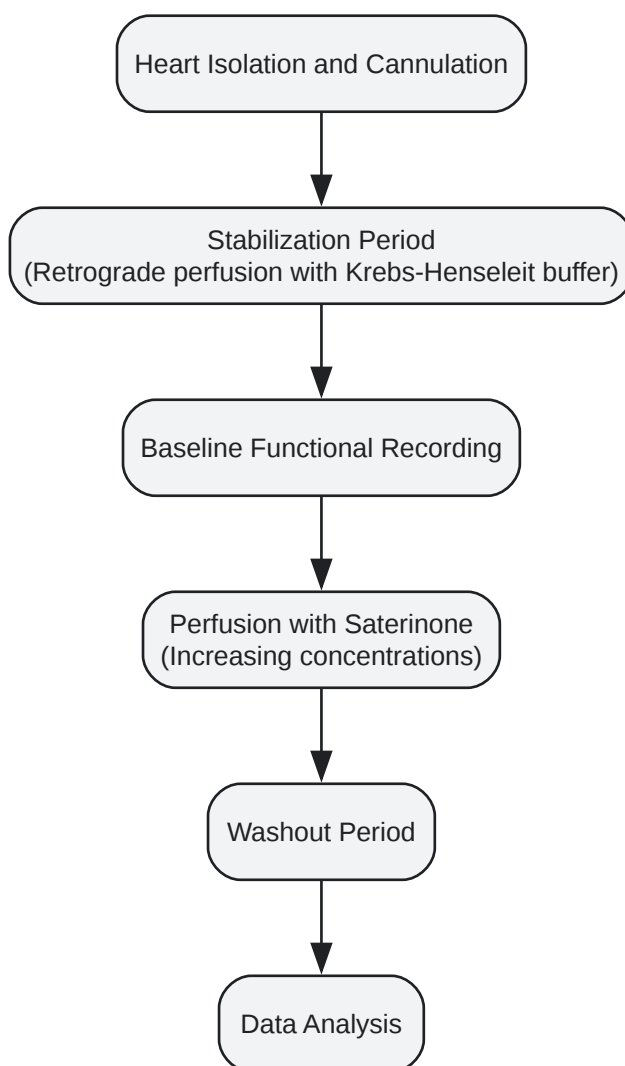 Heart Isolation and Cannulation
Stabilization Period
(Retrograde perfusion with Krebs-Henseleit buffer)
Baseline Functional Recording
Perfusion with Saterinone
(Increasing concentrations)
Washout Period
Data Analysis